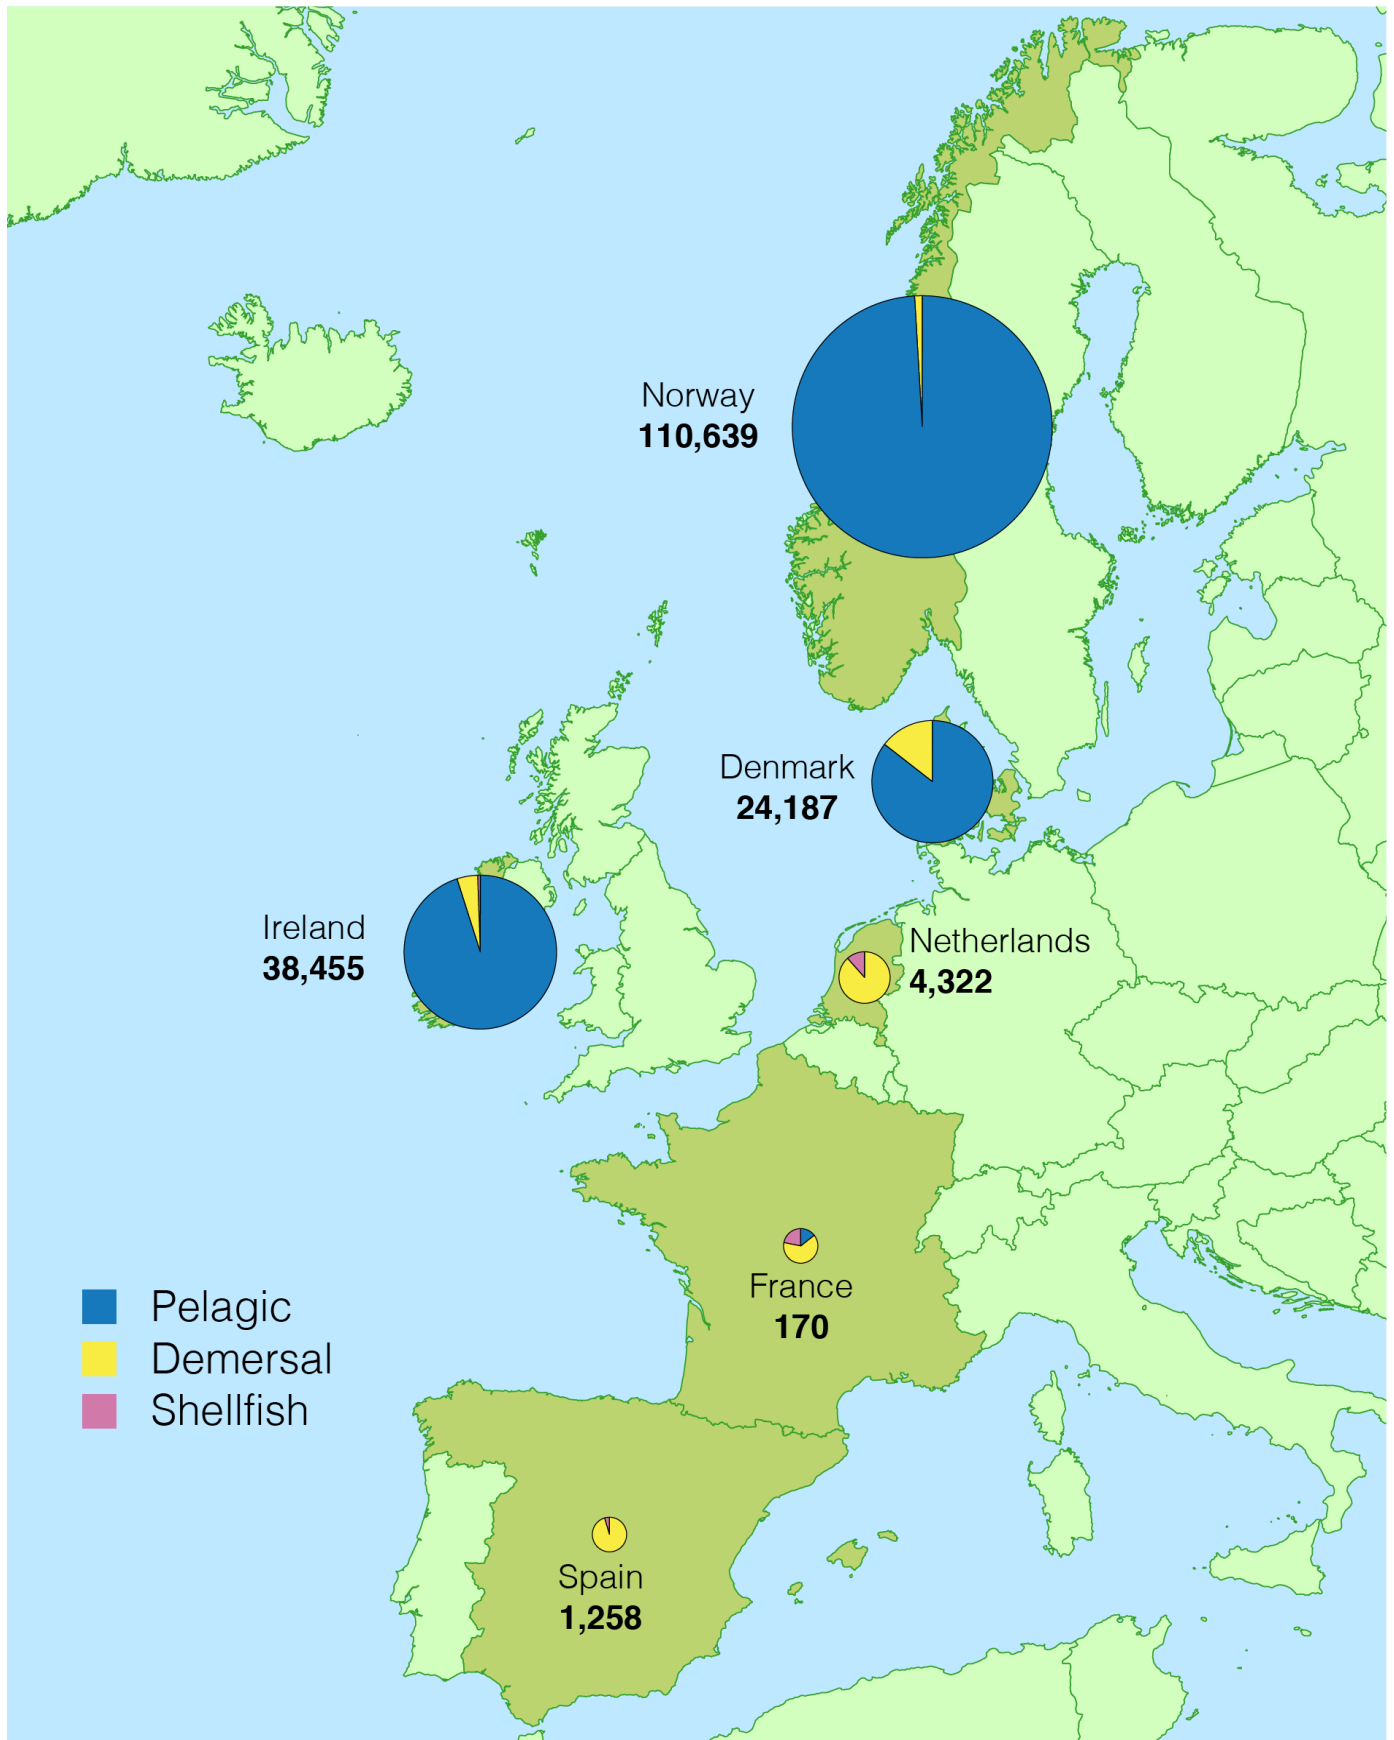 Norway
110,639
Denmark
24,187
Ireland
38,455
Netherlands
4,322
France
170
Pelagic
Demersal
Shellfish
Spain
1,258